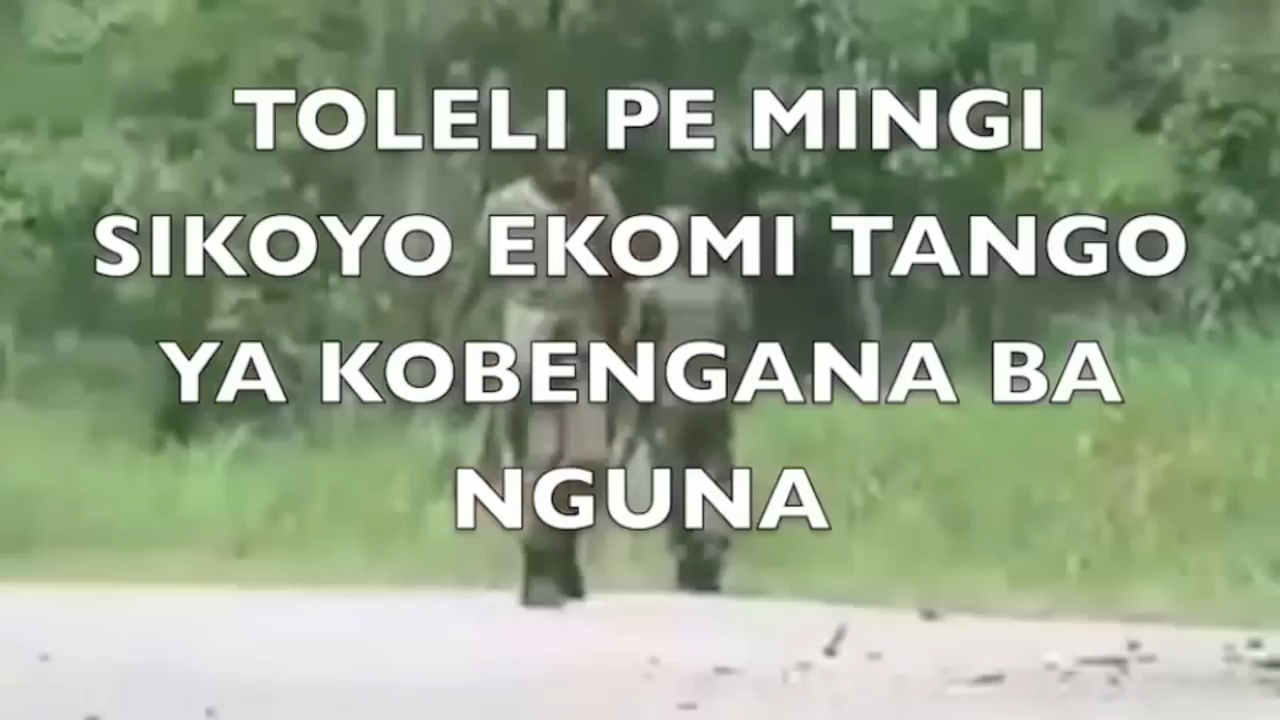 TOLELI PE MINGI
SIKOYO EKOMI TANGO
YA KOBENGANA BA
NGUNA